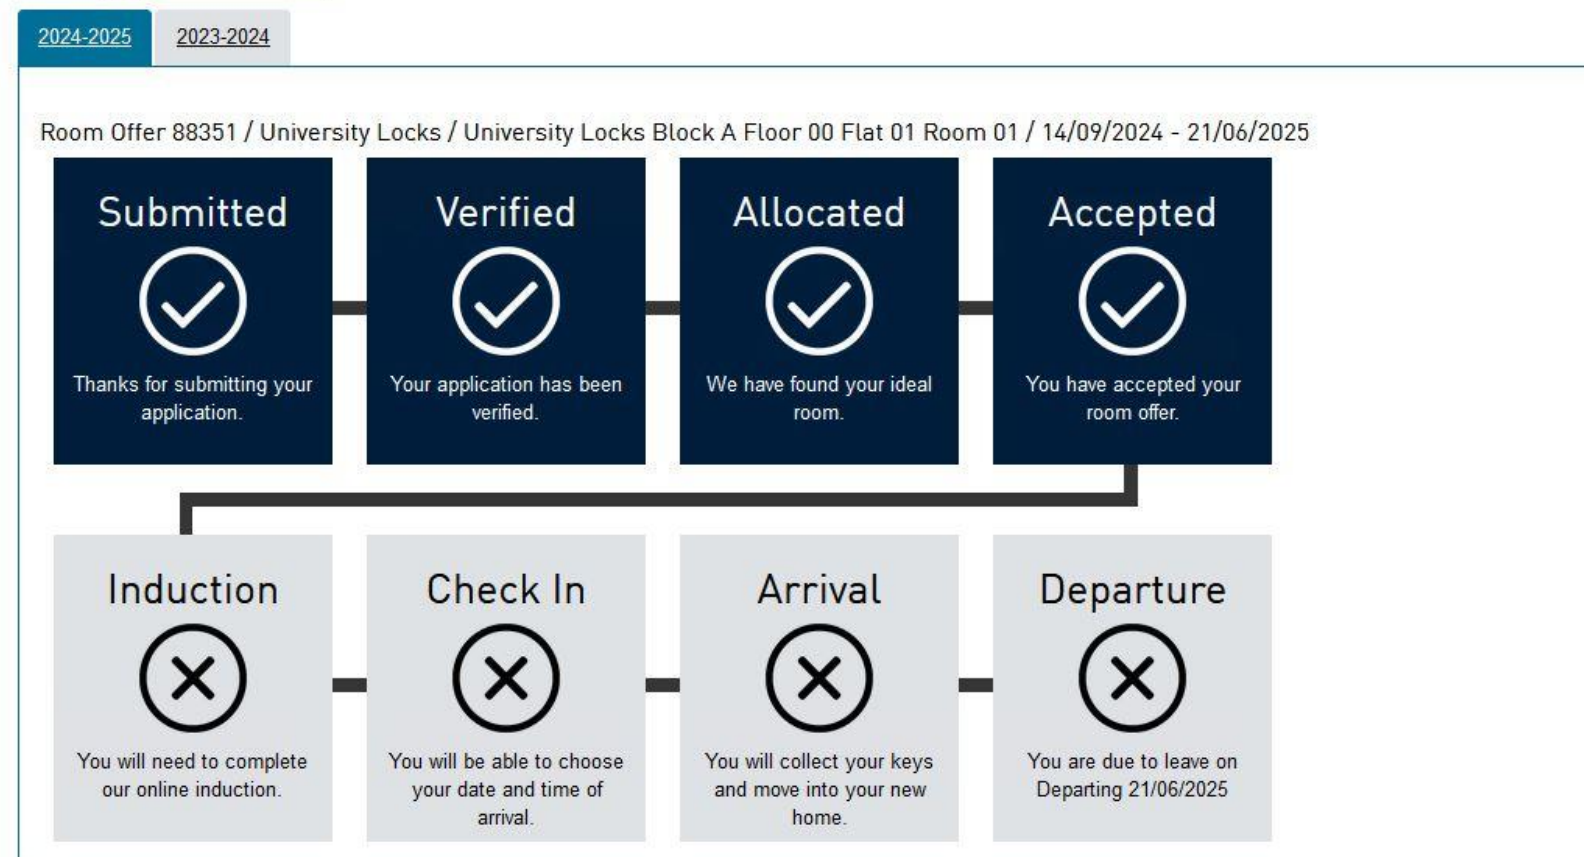 2024-2025
2023-2024
Room Offer 88351 / University Locks / University Locks Block A Floor 00 Flat 01 Room 01 / 14/09/2024 - 21/06/2025
Submitted
Thanks for submitting your
application.
Verified
Your application has been
verified.
Allocated
We have found your ideal
room.
Accepted
You have accepted your
room offer.
Induction
You will need to complete
our online induction.
Check In
You will be able to choose
your date and time of
arrival.
Arrival
You will collect your keys
and move into your new
home.
Departure
You are due to leave on
Departing 21/06/2025